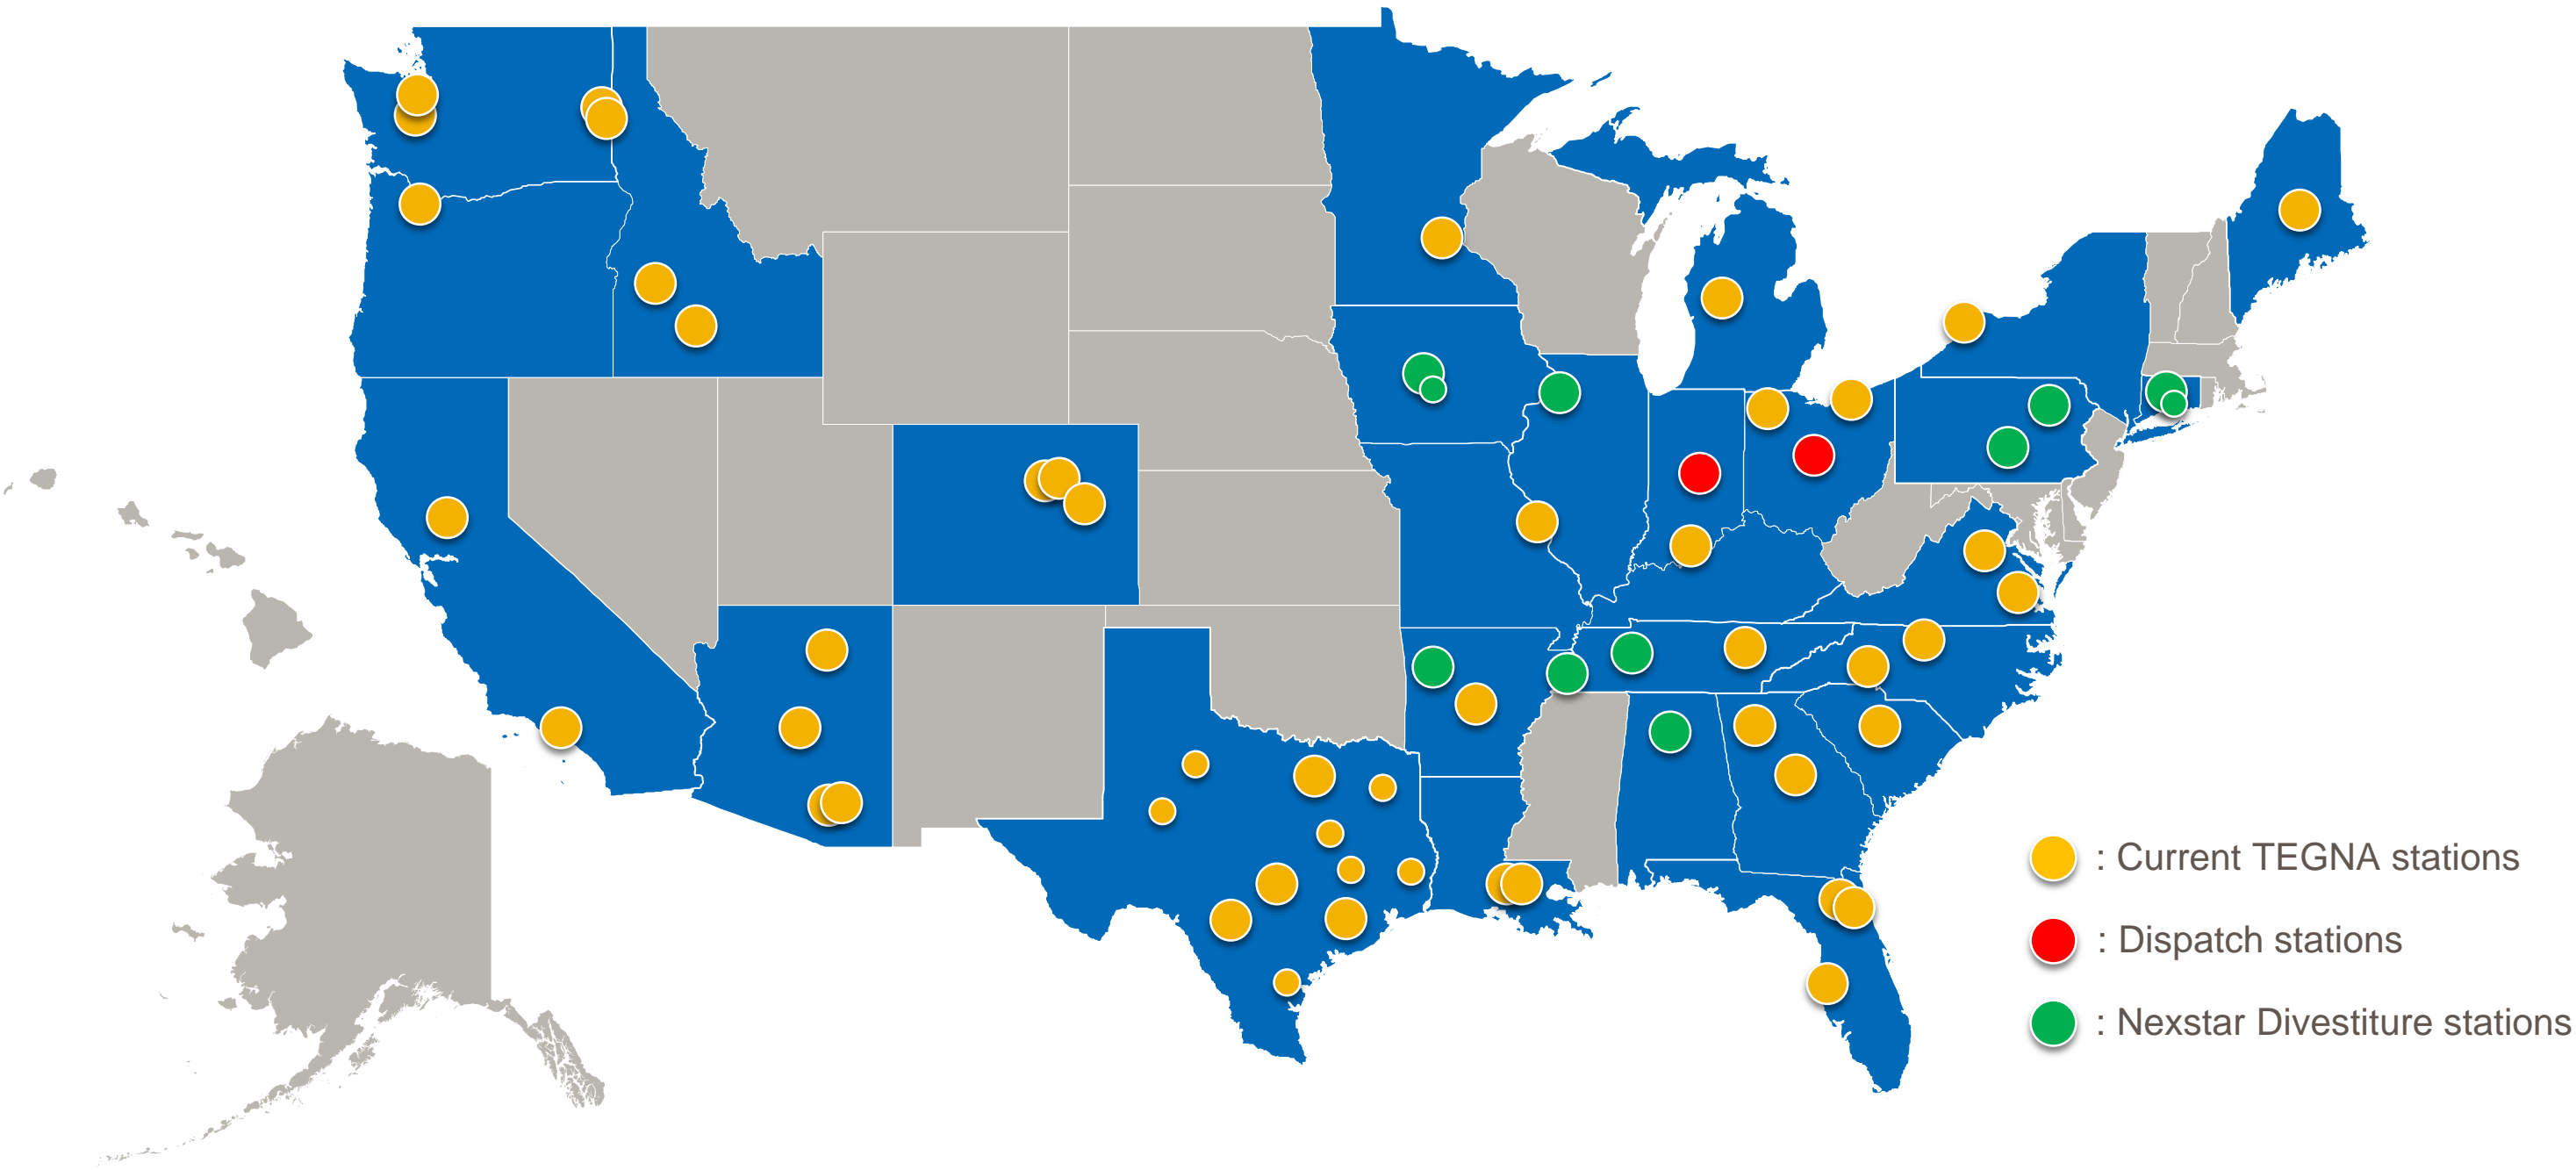 : Current TEGNA stations
: Dispatch stations
: Nexstar Divestiture stations